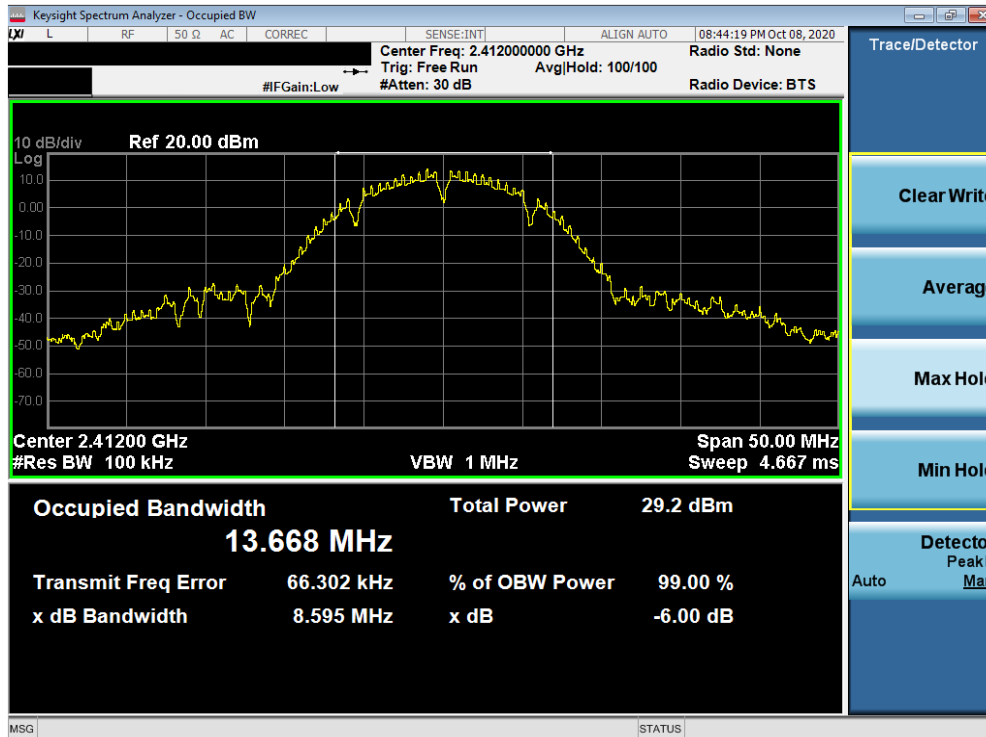 Keysight Spectrum Analyzer - Occupied BW
LXI L RF 50 Ω AC CORREC SENSE:INT ALIGN AUTO 08:44:19 PM Oct 08, 2020
Center Freq: 2.412000000 GHz Radio Std: None
Trig: Free Run Avg|Hold: 100/100
#IFGain:Low #Atten: 30 dB Radio Device: BTS
10 dB/div Ref 20.00 dBm
Log
10.0
0.00
-10.0
-20.0
-30.0
-40.0
-50.0
-60.0
-70.0
Center 2.41200 GHz Span 50.00 MHz
#Res BW 100 kHz VBW 1 MHz Sweep 4.667 ms
Occupied Bandwidth Total Power 29.2 dBm
13.668 MHz
Transmit Freq Error 66.302 kHz % of OBW Power 99.00 %
x dB Bandwidth 8.595 MHz x dB -6.00 dB
Trace/Detector
Clear Write
Averag
Max Hol
Min Hol
Detecto
Peak
Auto Ma
MSG STATUS